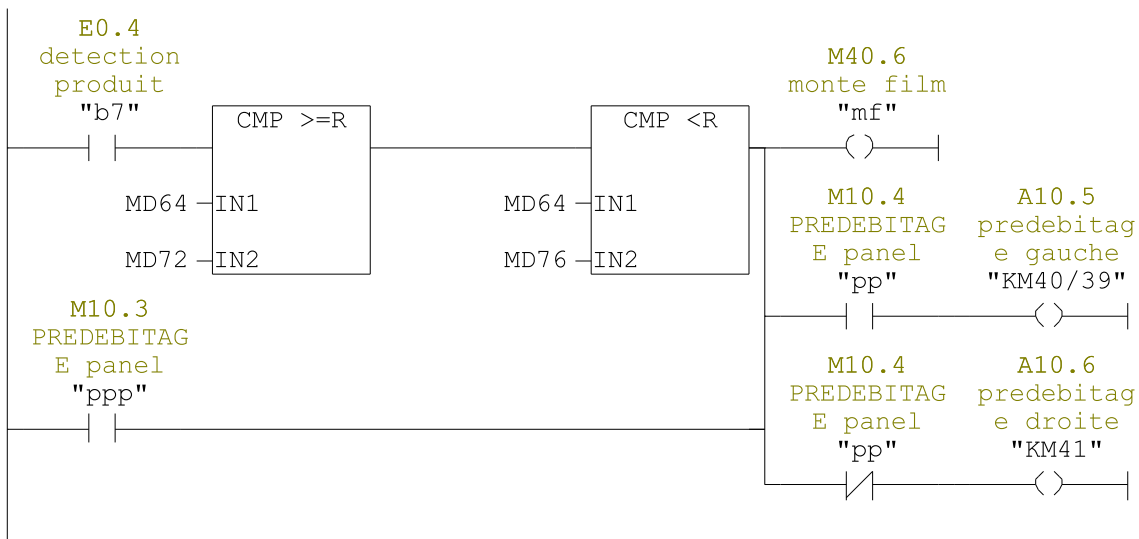 E0.4
detection
produit
"b7"
CMP >=R
MD64
IN1
MD72
IN2
CMP <R
MD64
IN1
MD76
IN2
M40.6
monte film
"mf"
M10.4
PREDEBITAG
E panel
"pp"
A10.5
predebitag
e gauche
"KM40/39"
M10.3
PREDEBITAG
E panel
"ppp"
M10.4
PREDEBITAG
E panel
"pp"
A10.6
predebitag
e droite
"KM41"